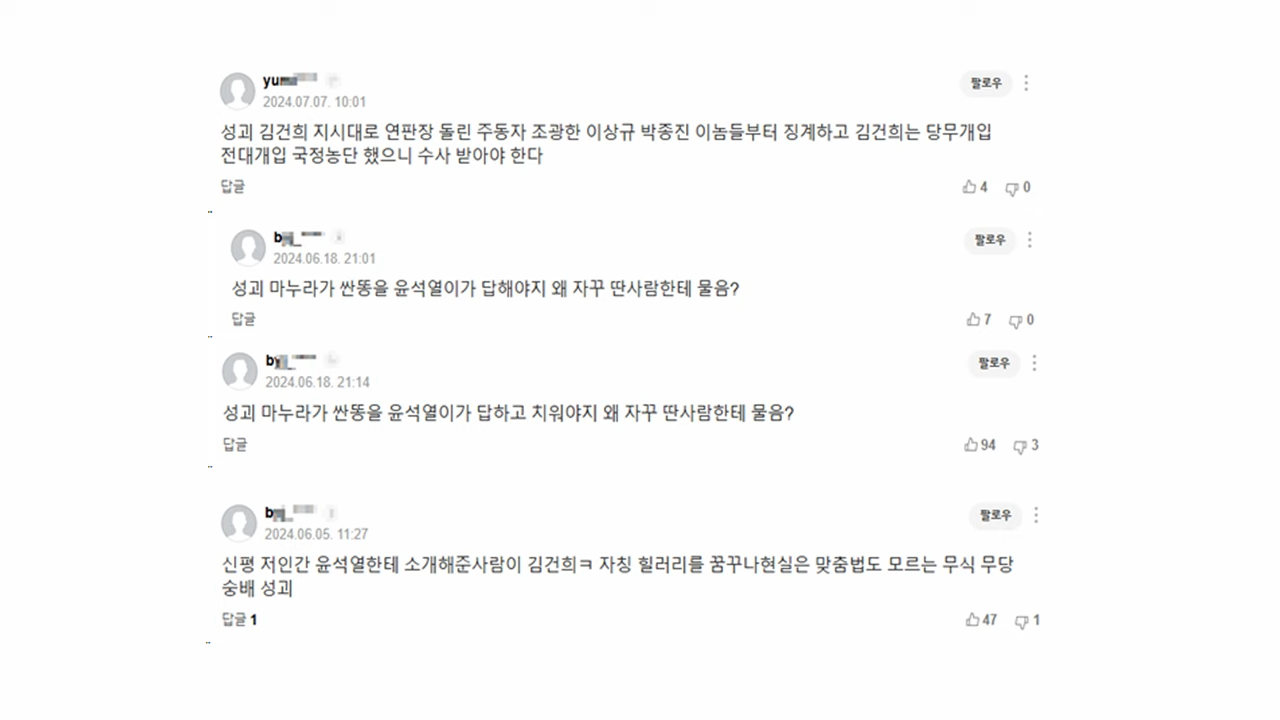 팔로우
2024.07.07. 10:01
성괴 김건희 지시대로 연판장 돌린 주동자 조광한 이상규 박종진 이놈들부터 징계하고 김건희는 당무개입
전대개입 국정농단 했으니 수사 받아야 한다
답글
4 0
팔로우
2024.06.18. 21:01
성괴 마누라가 싼똥을 윤석열이가 답해야지 왜 자꾸 딴사람한테 물음?
답글
7 0
팔로우
2024.06.18. 21:14
성괴 마누라가 싼똥을 윤석열이가 답하고 치워야지 왜 자꾸 딴사람한테 물음?
답글
94 3
팔로우
2024.06.05. 11:27
신평 저인간 윤석열한테 소개해준사람이 김건희ㅋ 자칭 힐러리를 꿈꾸나현실은 맞춤법도 모르는 무식 무당
숭배 성괴
답글 1
47 1